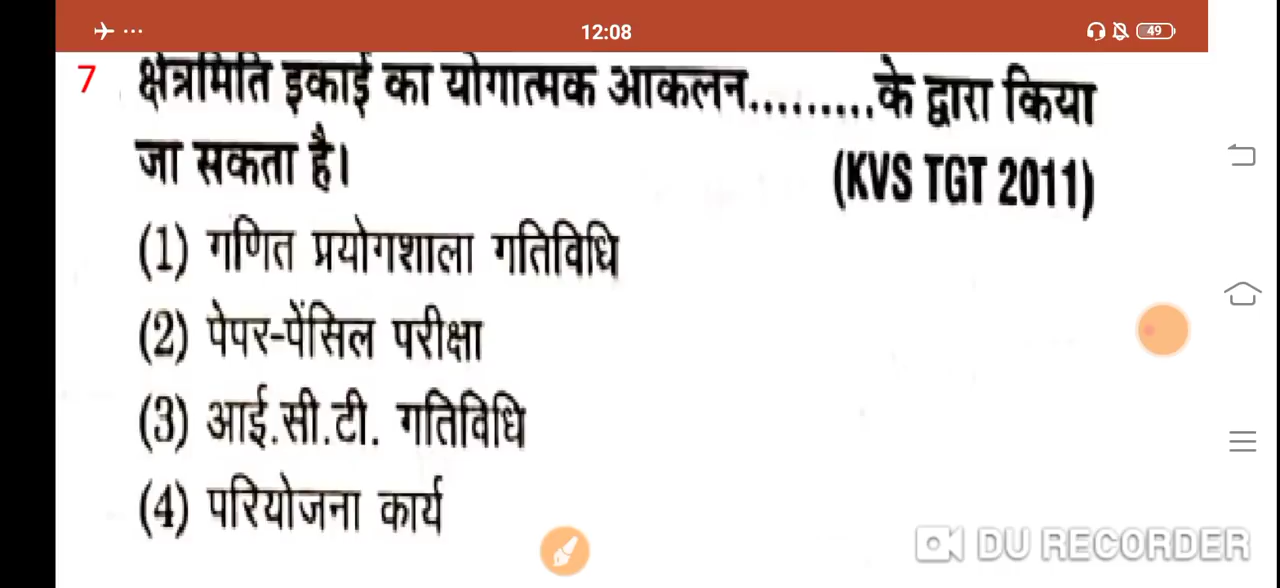 12:08
49
7 क्षेत्रमिति इकाई का योगात्मक आकलन.........के द्वारा किया
जा सकता है। (KVS TGT 2011)
(1) गणित प्रयोगशाला गतिविधि
(2) पेपर-पेंसिल परीक्षा
(3) आई.सी.टी. गतिविधि
(4) परियोजना कार्य
DU RECORDER